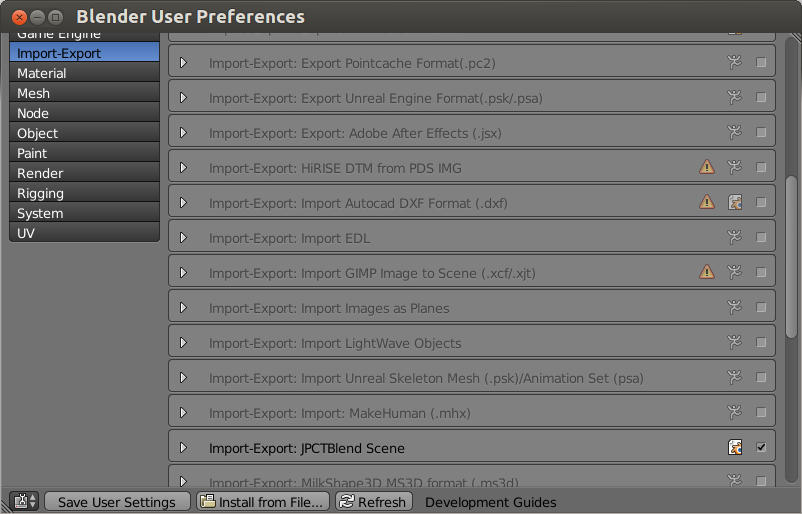 Blender User Preferences
Game Engine
Import-Export
Material
Mesh
Node
Object
Paint
Render
Rigging
System
UV
Import-Export: Export Pointcache Format(.pc2)
Import-Export: Export Unreal Engine Format(.psk/.psa)
Import-Export: Export: Adobe After Effects (.jsx)
Import-Export: HiRISE DTM from PDS IMG
Import-Export: Import Autocad DXF Format (.dxf)
Import-Export: Import EDL
Import-Export: Import GIMP Image to Scene (.xcf/.xjt)
Import-Export: Import Images as Planes
Import-Export: Import LightWave Objects
Import-Export: Import Unreal Skeleton Mesh (.psk)/Animation Set (psa)
Import-Export: Import: MakeHuman (.mhx)
Import-Export: JPCTBlend Scene
Import-Export: MilkShape3D MS3D format (.ms3d)
Save User Settings
Install from File...
Refresh
Development Guides